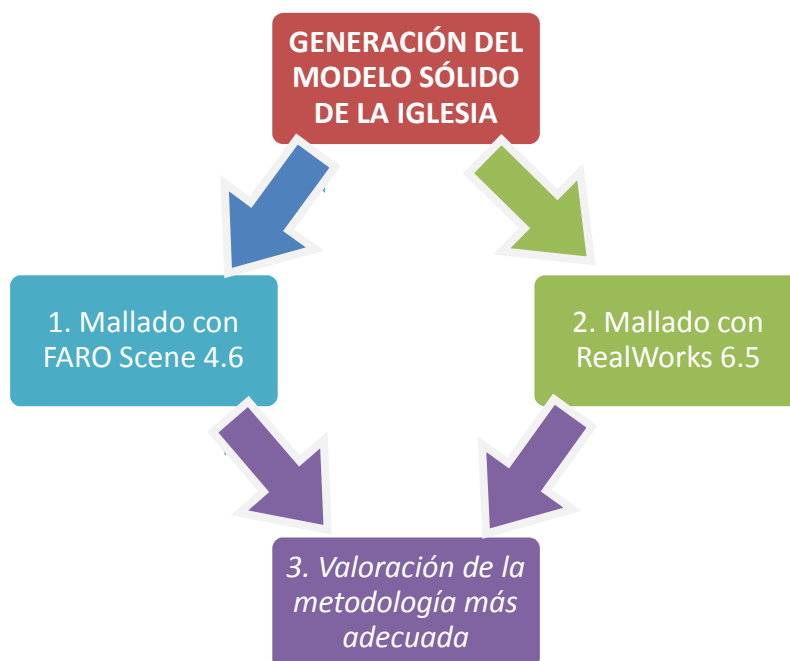 GENERACIÓN DEL
MODELO SÓLIDO
DE LA IGLESIA
1. Mallado con
FARO Scene 4.6
2. Mallado con
RealWorks 6.5
3. Valoración de la
metodología más
adecuada